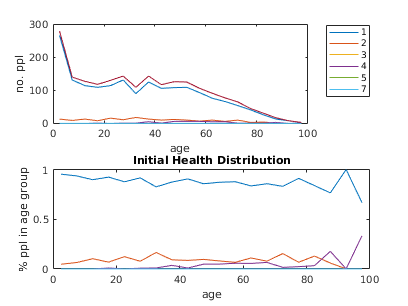 300
200
100
0
no. ppl
0 20 40 60 80 100
age
1
2
3
4
5
7
Initial Health Distribution
1
0.5
0
% ppl in age group
0 20 40 60 80 100
age